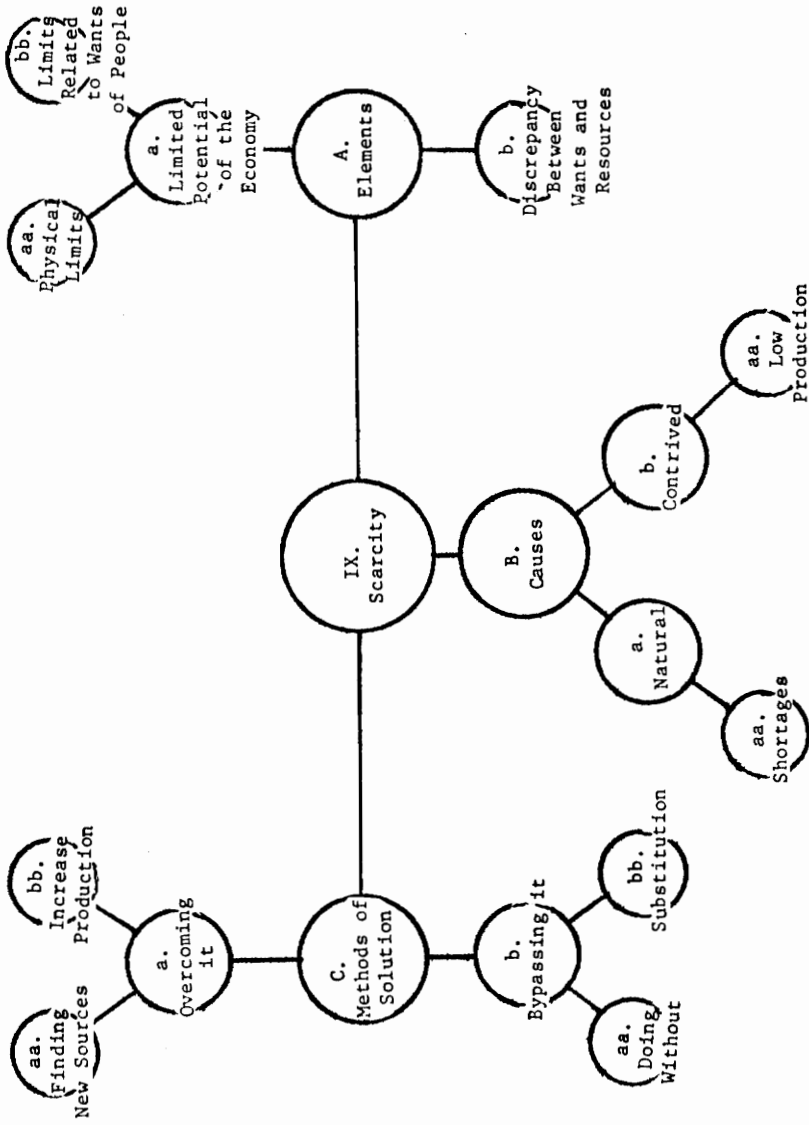 IX.
Scarcity
A.
Elements
a.
Limited
Potential
of the
Economy
aa.
Physical
Limits
bb.
Limits
Related
to Wants
of People
b.
Discrepancy
Between
Wants and
Resources
B.
Causes
a.
Natural
aa.
Shortages
b.
Contrived
aa.
Low
Production
C.
Methods of
Solution
a.
Overcoming
it
aa.
Finding
New Sources
bb.
Increase
Production
b.
Bypassing it
aa.
Doing
Without
bb.
Substitution